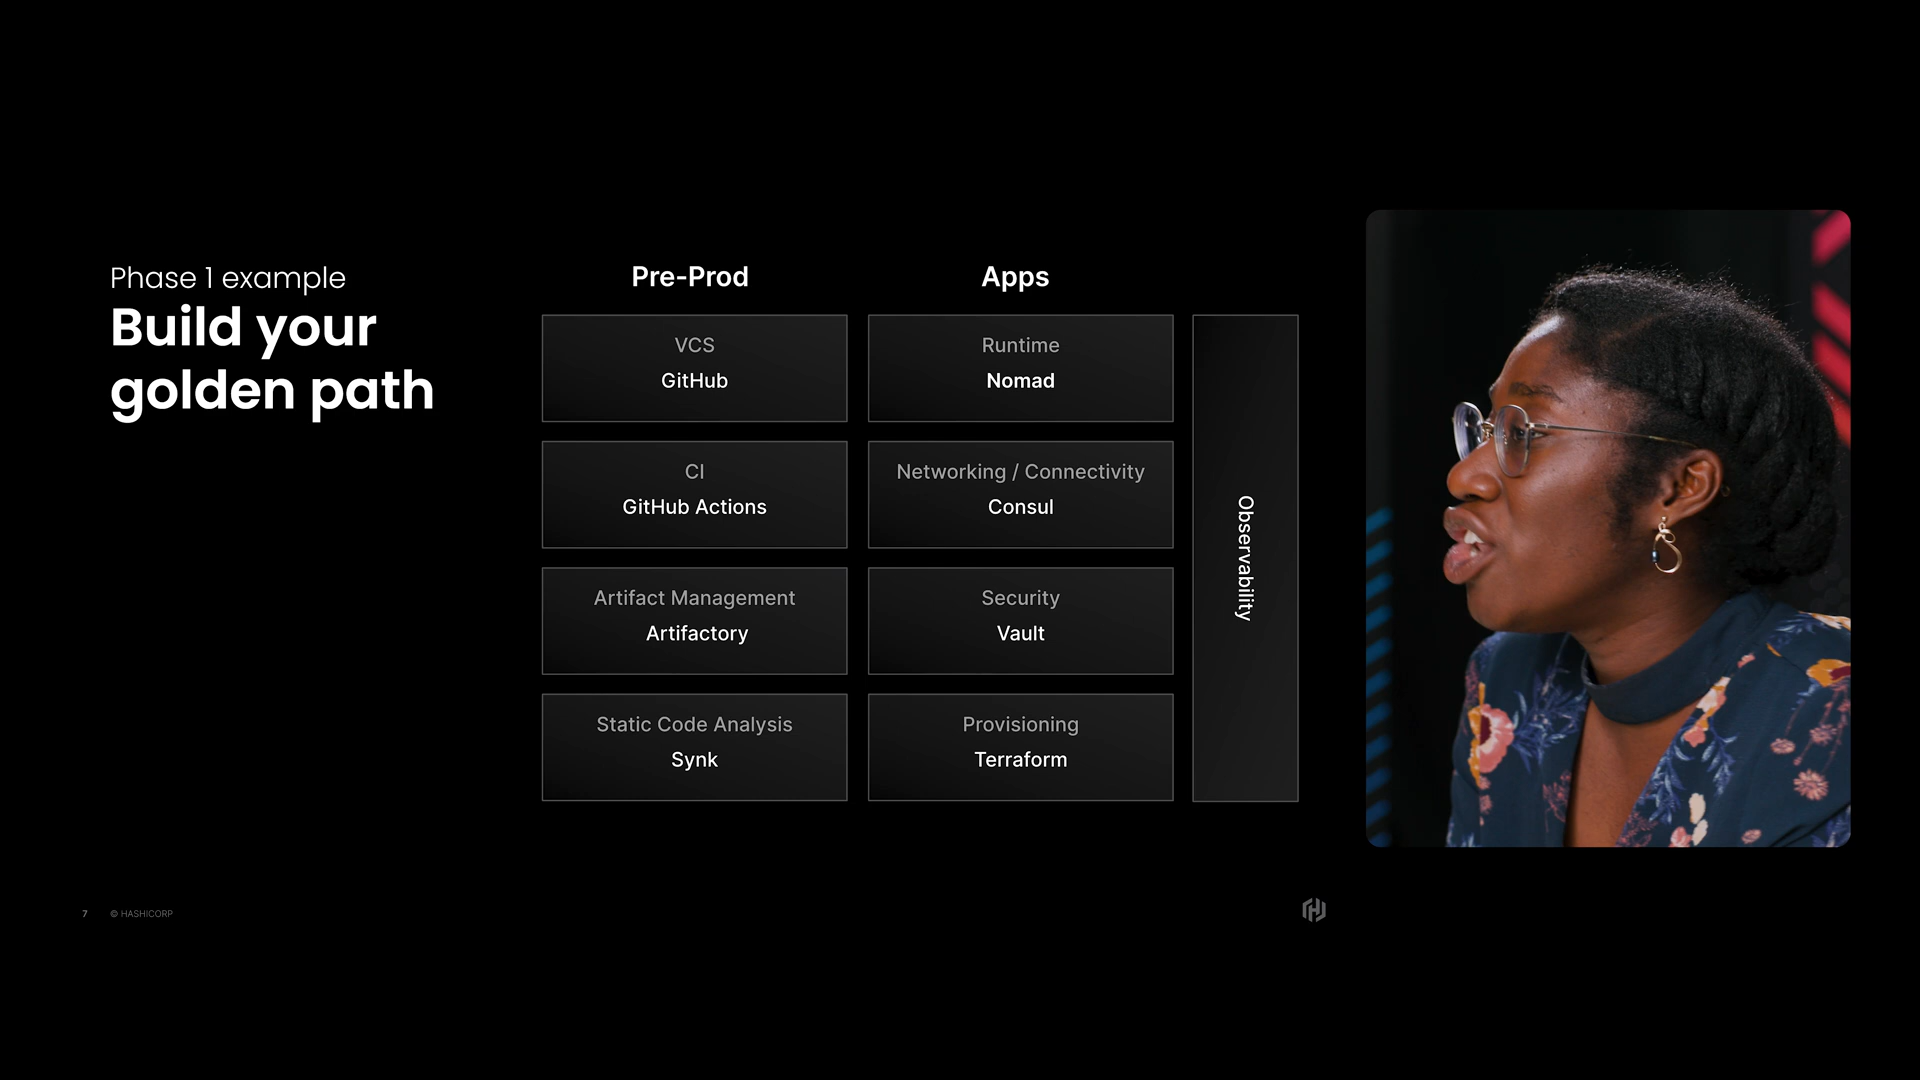 Phase 1 example
Build your
golden path
Pre-Prod
Apps
VCS
GitHub
Runtime
Nomad
CI
GitHub Actions
Networking / Connectivity
Consul
Artifact Management
Artifactory
Security
Vault
Static Code Analysis
Synk
Provisioning
Terraform
Observability
7
© HASHICORP